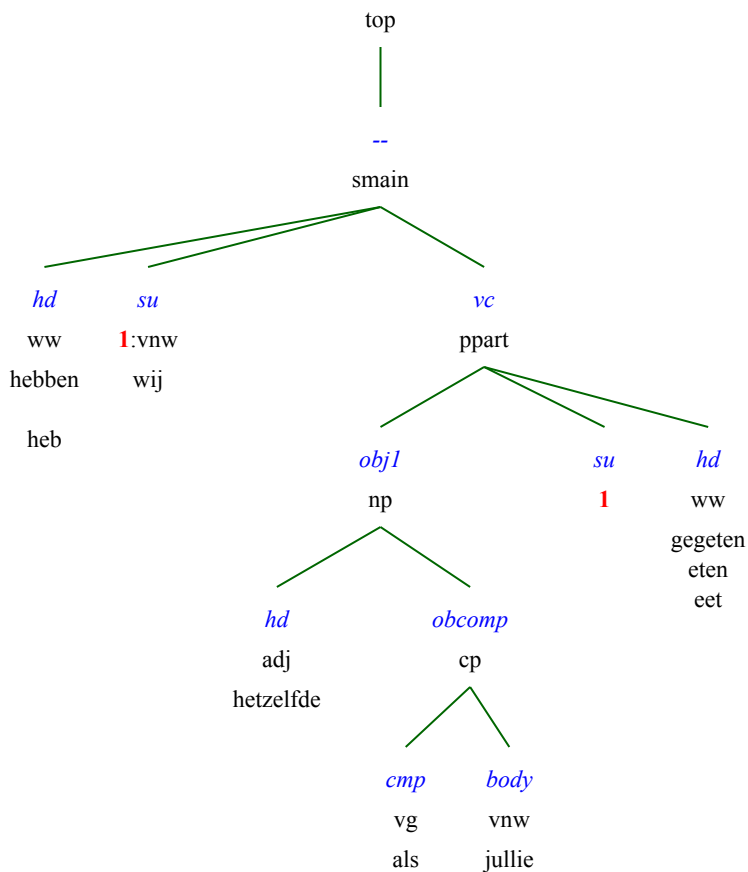 top
--
smain
hd su vc
ww 1:vnw ppart
hebben wij
heb
obj1 su hd
np 1 ww
gegeten
eten
eet
hd obcomp
adj cp
hetzelfde
cmp body
vg vnw
als jullie